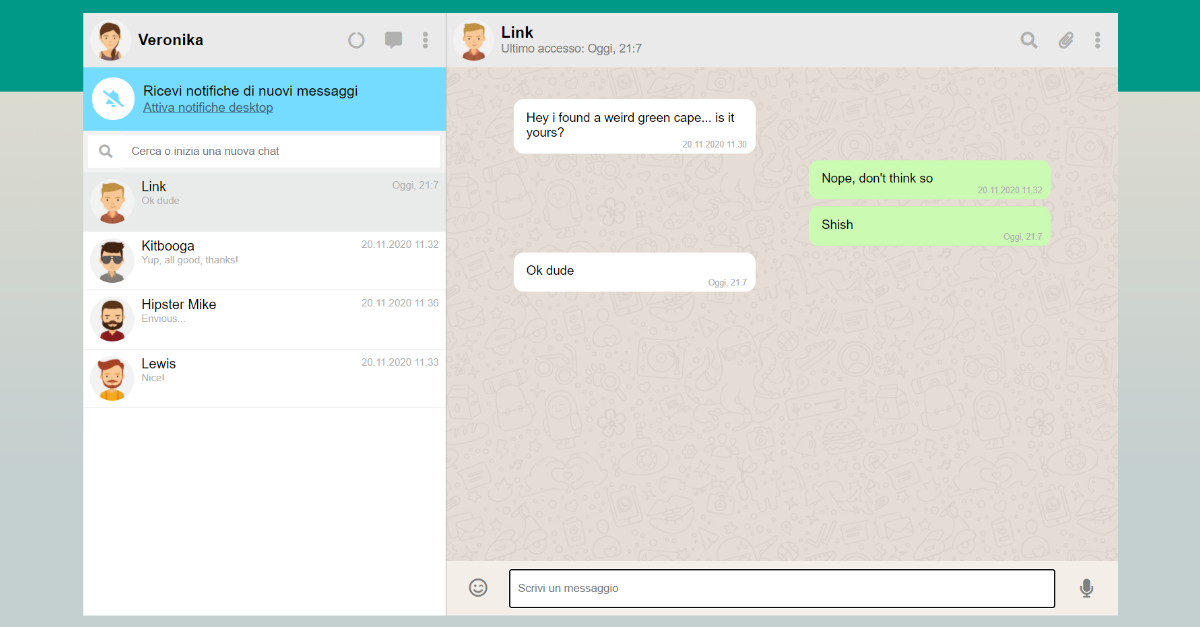 Veronika
Ricevi notifiche di nuovi messaggi
Attiva notifiche desktop
Cerca o inizia una nuova chat
Link
Oggi, 21:7
Ok dude
Kitbooga
20.11.2020 11.32
Yup, all good, thanks!
Hipster Mike
20.11.2020 11.36
Envious...
Lewis
20.11.2020 11.33
Nice!
Link
Ultimo accesso: Oggi, 21:7
Hey i found a weird green cape... is it
yours?
20.11.2020 11.30
Nope, don't think so
20.11.2020 11.32
Shish
Oggi, 21:7
Ok dude
Oggi, 21:7
Scrivi un messaggio